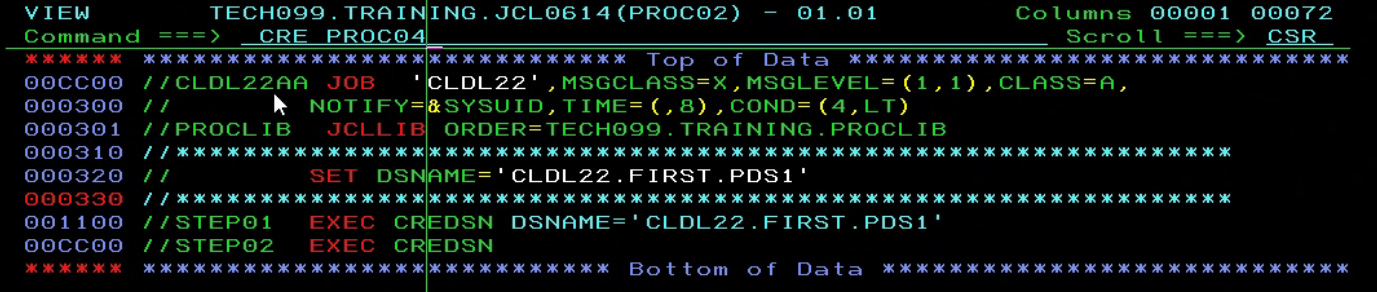 VIEW TECH099.TRAINING.JCL0614(PROC02) - 01.01 Columns 00001 00072
Command ===> CRE PROC04 Scroll ===> CSR
****** **************************** Top of Data ******************************
00CC00 //CLDL22AA JOB 'CLDL22',MSGCLASS=X,MSGLEVEL=(1,1),CLASS=A,
000300 // NOTIFY=&SYSUID,TIME=(,8),COND=(4,LT)
000301 //PROCLIB JCLLIB ORDER=TECH099.TRAINING.PROCLIB
000310 //***************************************************************
000320 // SET DSNAME='CLDL22.FIRST.PDS1'
000330 //***************************************************************
001100 //STEP01 EXEC CREDSN DSNAME='CLDL22.FIRST.PDS1'
00CC00 //STEP02 EXEC CREDSN
****** **************************** Bottom of Data ****************************